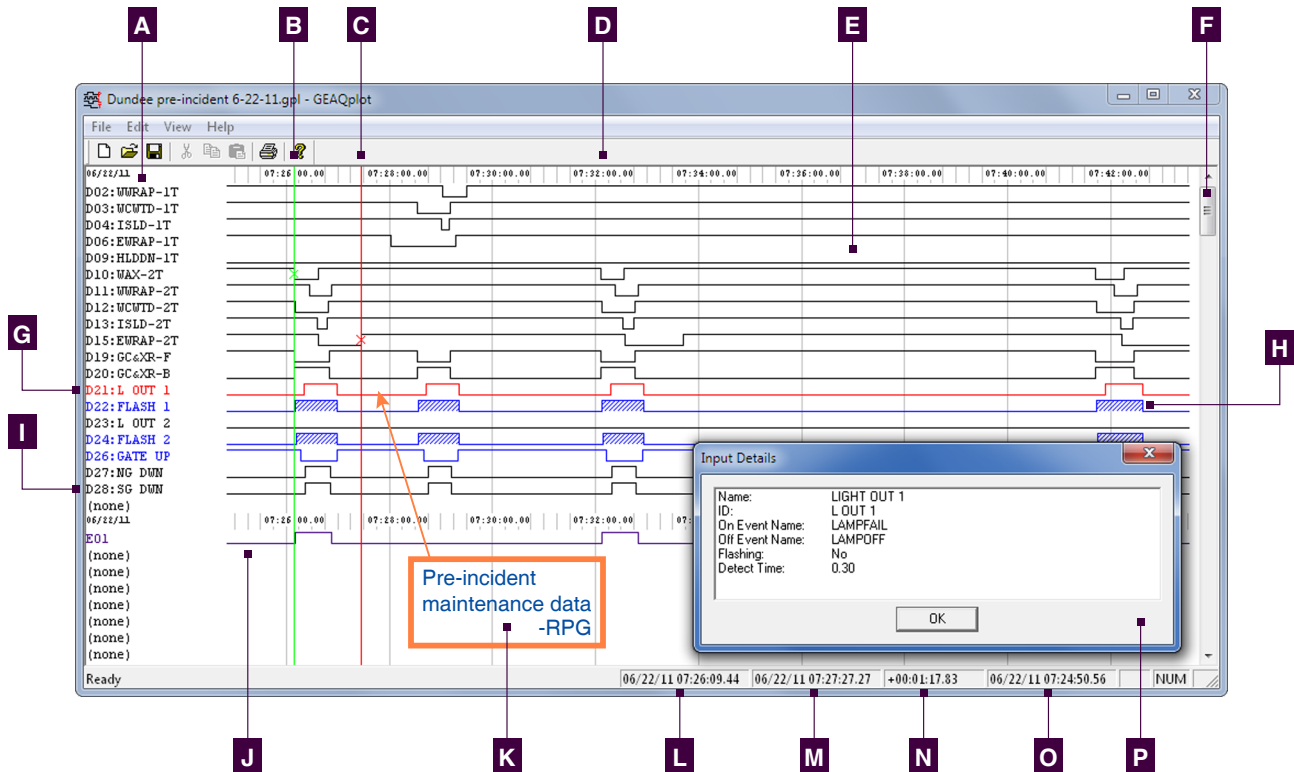 A B C D E F
Dundee pre-incident 6-22-11.gpl - GEAQplot
File Edit View Help
06/22/11 07:26:00.00 07:28:00.00 07:30:00.00 07:32:00.00 07:34:00.00 07:36:00.00 07:38:00.00 07:40:00.00 07:42:00.00
D02:WWRAP-1T
D03:WCWTD-1T
D04:ISLD-1T
D06:EWRAP-1T
D09:HLDDN-1T
D10:WAX-2T
D11:WWRAP-2T
D12:WCWTD-2T
D13:ISLD-2T
G
D15:EWRAP-2T
H
D19:GC&XR-F
D20:GC&XR-B
D21:L OUT 1
D22:FLASH 1
D23:L OUT 2
I
D24:FLASH 2
D26:GATE UP
D27:NG DWN
D28:SG DWN
(none)
06/22/11 07:26:00.00 07:28:00.00 07:30:00.00 07:32:00.00 07:
E01
(none)
(none)
(none)
(none)
(none)
(none)
(none)
Pre-incident
maintenance data
-RPG
Input Details
Name: LIGHT OUT 1
ID: L OUT 1
On Event Name: LAMPFAIL
Off Event Name: LAMPOFF
Flashing: No
Detect Time: 0.30
OK
Ready 06/22/11 07:26:09.44 06/22/11 07:27:27.27 +00:01:17.83 06/22/11 07:24:50.56 NUM
J K L M N O P